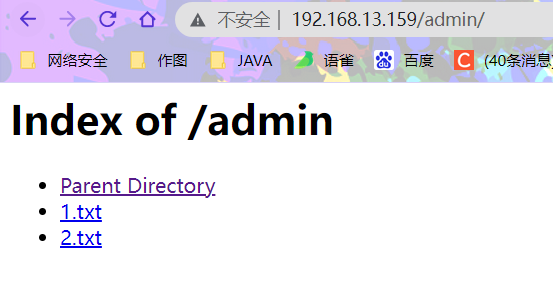 不安全 | 192.168.13.159/admin/
网络安全 作图 JAVA 语雀 百度 C (40条消息)
Index of /admin
Parent Directory
1.txt
2.txt